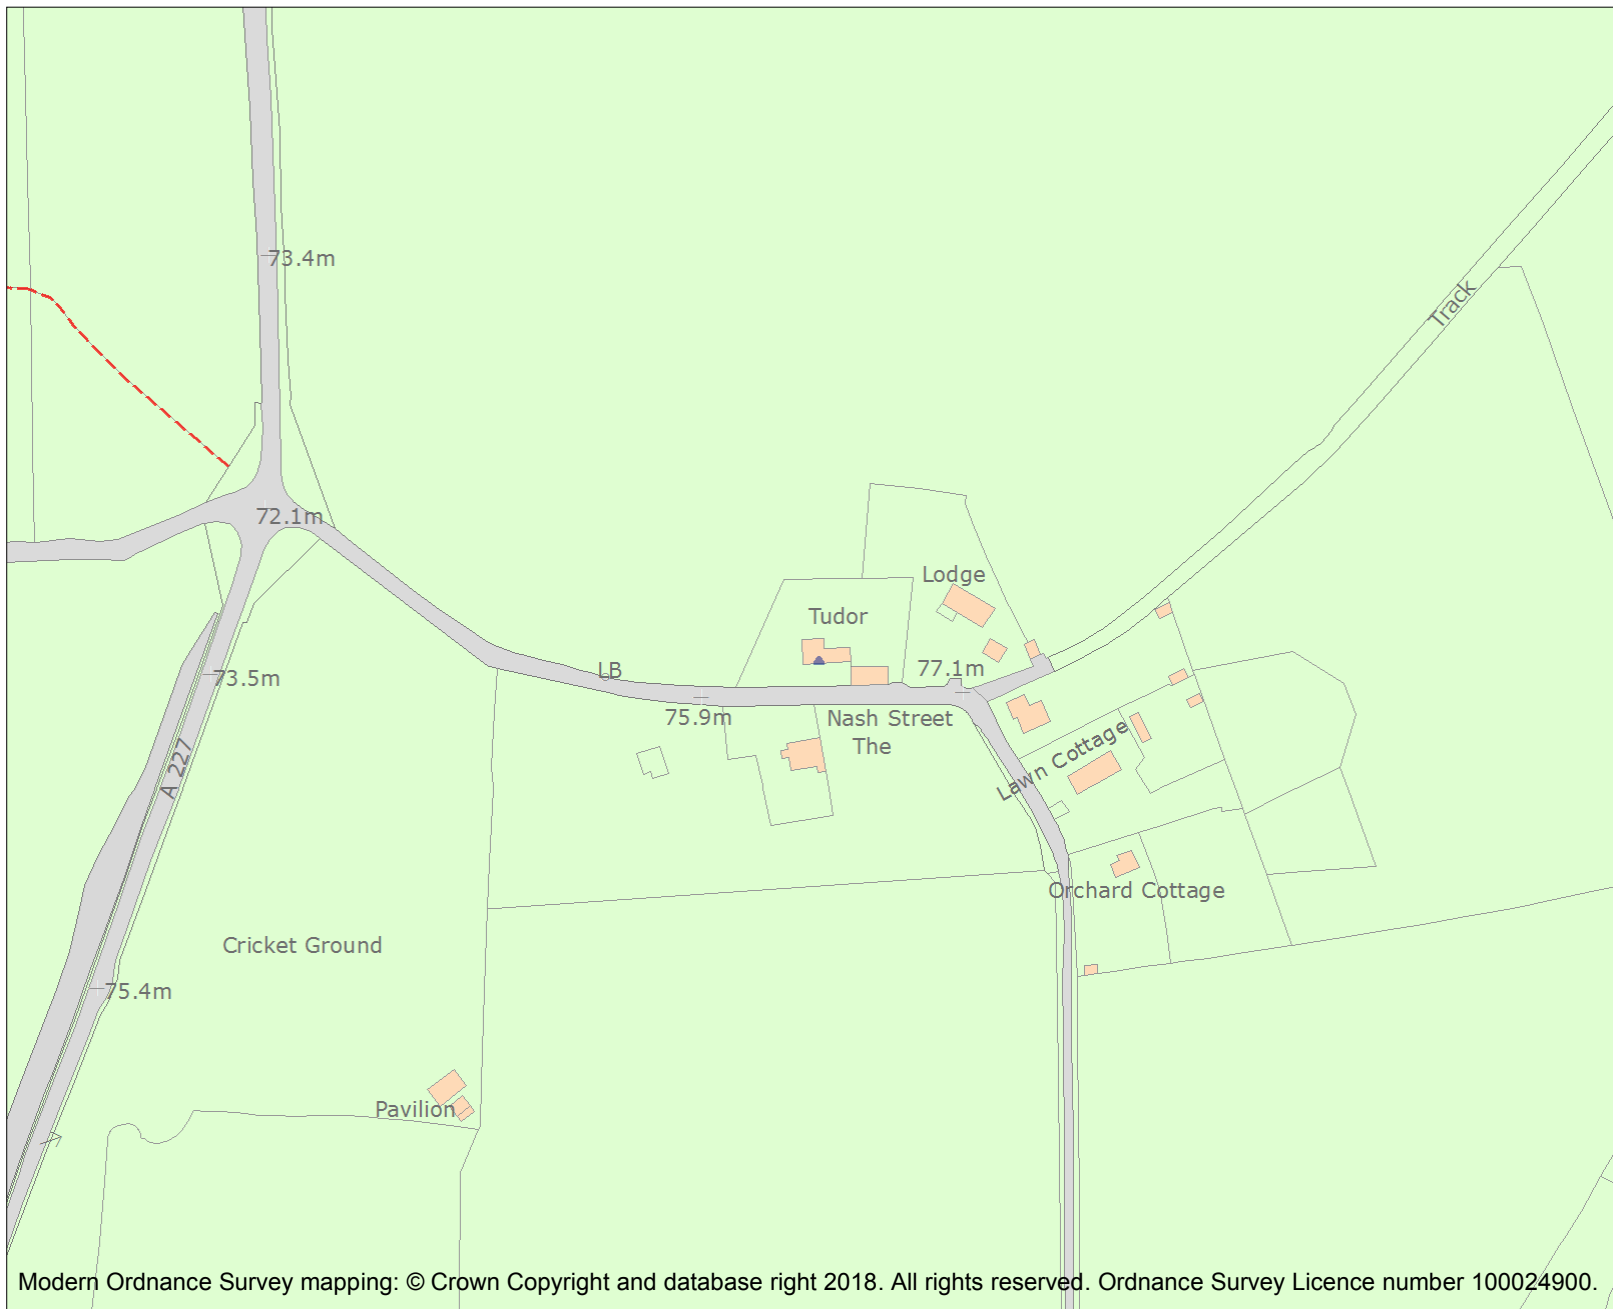 73.4m
Track
72.1m
Lodge
Tudor
LB
77.1m
73.5m
75.9m
Nash Street
The
Lawn Cottage
A 227
Orchard Cottage
Cricket Ground
75.4m
Pavilion
Modern Ordnance Survey mapping: © Crown Copyright and database right 2018. All rights reserved. Ordnance Survey Licence number 100024900.